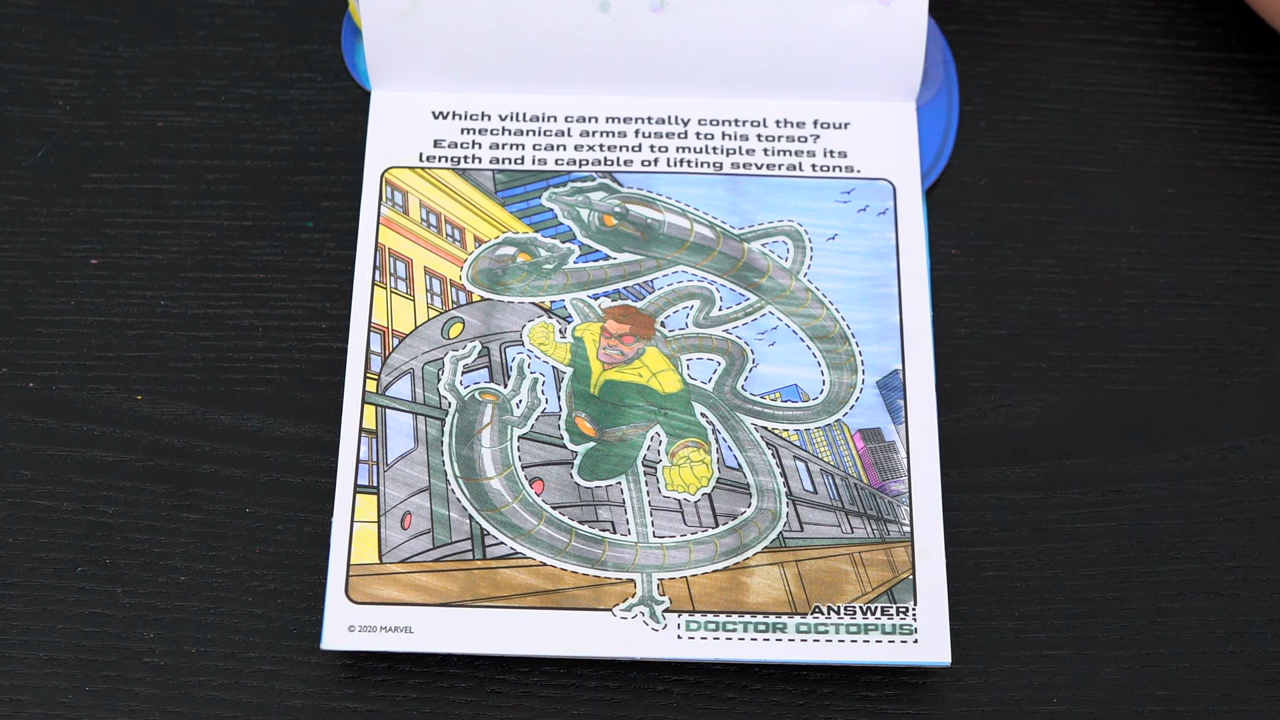 Which villain can mentally control the four
mechanical arms fused to his torso?
Each arm can extend to multiple times its
length and is capable of lifting several tons.
ANSWER:
DOCTOR OCTOPUS
© 2020 MARVEL